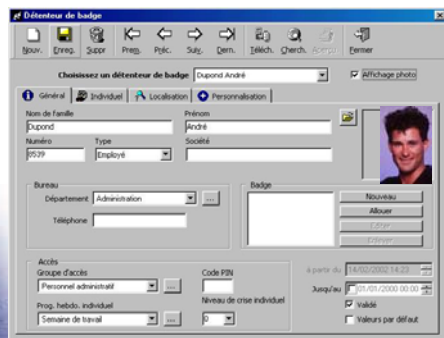 Détenteur de badge
Nouv. Enreg. Suppr Prem. Préc. Suiv. Dern. Téléch. Cherch. Aperçu Fermer
Choisissez un détenteur de badge Dupond André Affichage photo
Général Individuel Localisation Personnalisation
Nom de famille Prénom
Dupond André
Numéro Type Société
8539 Employé
Bureau Badge
Département Administration ... Nouveau
Allouer
Téléphone Editer
Enlever
Accès
Groupe d'accès Code PIN à partir du 14/02/2002 14:23
Personnel administratif ... Jusqu'au 01/01/2000 00:00
Prog. hebdo. individuel Niveau de crise individuel Validé
Semaine de travail ... 0 Valeurs par défaut